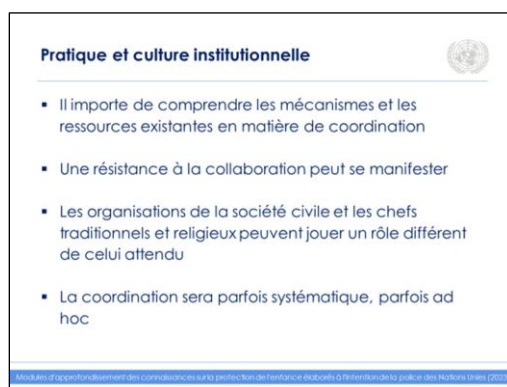 Pratique et culture institutionnelle
▪ Il importe de comprendre les mécanismes et les
ressources existantes en matière de coordination
▪ Une résistance à la collaboration peut se manifester
▪ Les organisations de la société civile et les chefs
traditionnels et religieux peuvent jouer un rôle différent
de celui attendu
▪ La coordination sera parfois systématique, parfois ad
hoc
Modules d'approfondissement des connaissances sur la protection de l'enfance élaborés à l'intention de la police des Nations Unies (2023